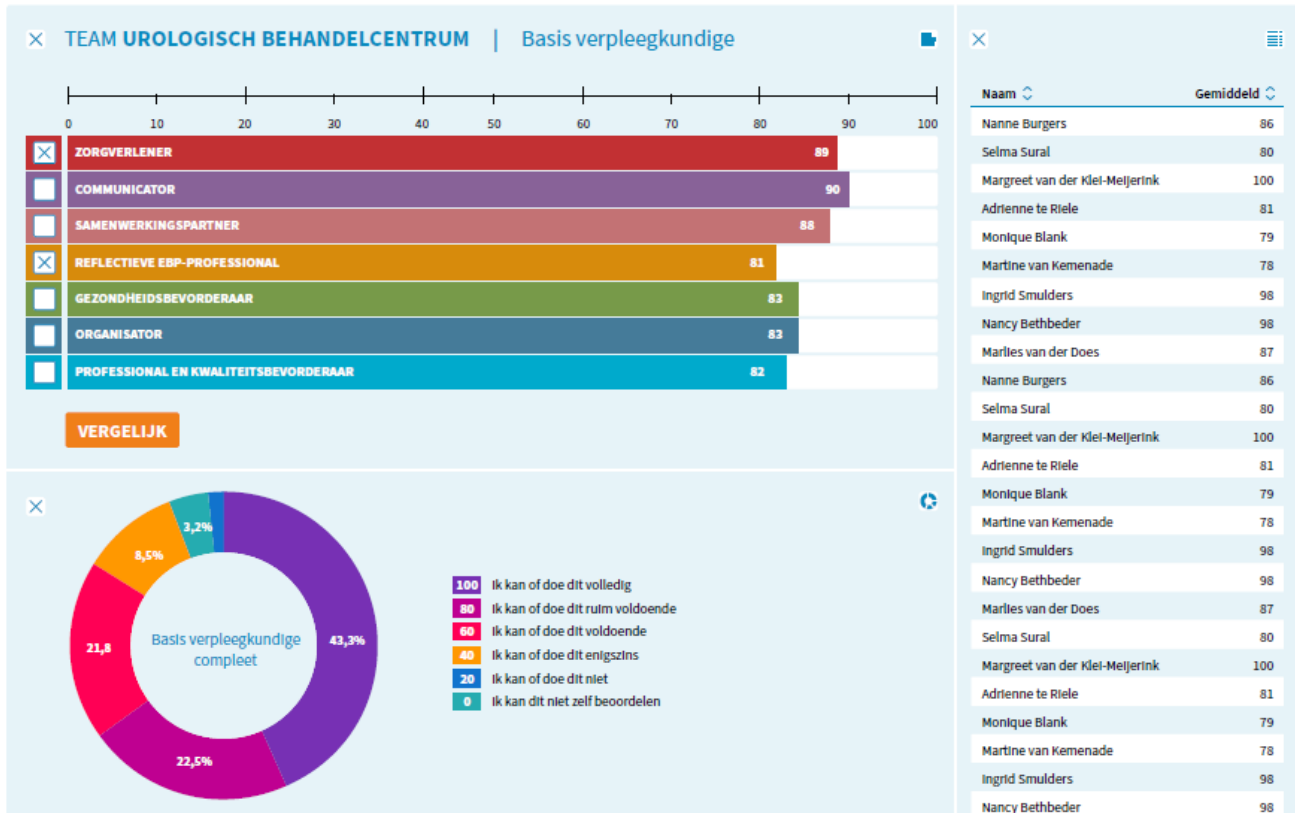 TEAM UROLOGISCH BEHANDELCENTRUM | Basis verpleegkundige
0 10 20 30 40 50 60 70 80 90 100
ZORGVERLENER 89
COMMUNICATOR 90
SAMENWERKINGSPARTNER 88
REFLECTIEVE EBP-PROFESSIONAL 81
GEZONDHEIDSBEVORDERAAR 83
ORGANISATOR 83
PROFESSIONAL EN KWALITEITSBEVORDERAAR 82
VERGELIJK
3,2%
8,5%
43,3%
21,8
22,5%
Basis verpleegkundige
compleet
100 Ik kan of doe dit volledig
80 Ik kan of doe dit ruim voldoende
60 Ik kan of doe dit voldoende
40 Ik kan of doe dit enigszins
20 Ik kan of doe dit niet
0 Ik kan dit niet zelf beoordelen
Naam Gemiddeld
Nanne Burgers 86
Selma Sural 80
Margreet van der Klei-Meijerink 100
Adrienne te Riele 81
Monique Blank 79
Martine van Kemenade 78
Ingrid Smulders 98
Nancy Bethbeder 98
Marlies van der Does 87
Nanne Burgers 86
Selma Sural 80
Margreet van der Klei-Meijerink 100
Adrienne te Riele 81
Monique Blank 79
Martine van Kemenade 78
Ingrid Smulders 98
Nancy Bethbeder 98
Marlies van der Does 87
Selma Sural 80
Margreet van der Klei-Meijerink 100
Adrienne te Riele 81
Monique Blank 79
Martine van Kemenade 78
Ingrid Smulders 98
Nancy Bethbeder 98